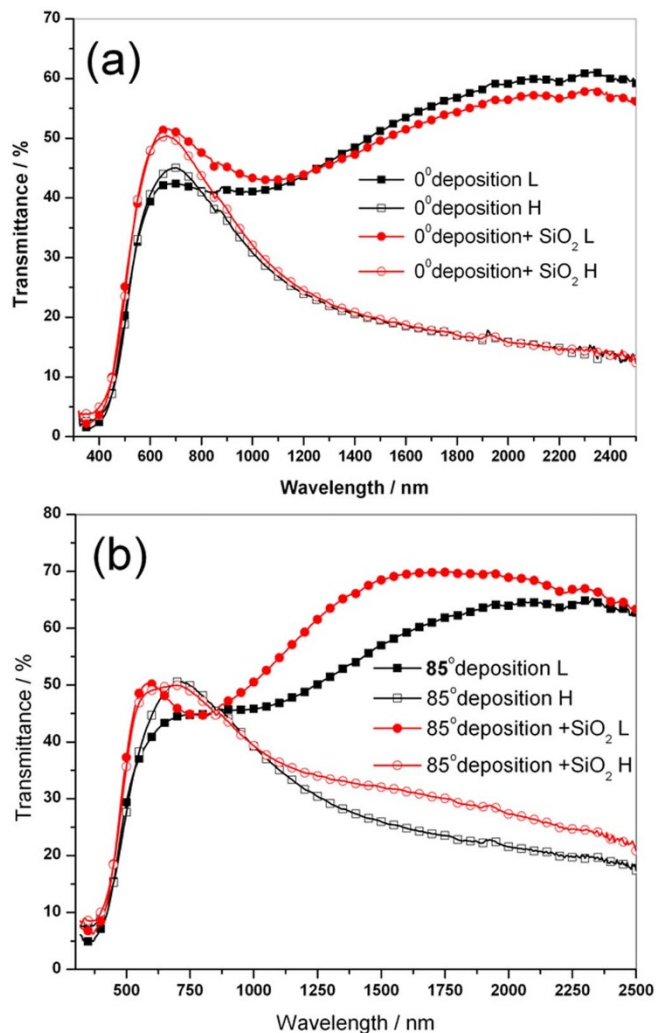 70
(a)
60
50
40
30
20
10
0
Transmittance / %
0⁰deposition L
0⁰deposition H
0⁰deposition+ SiO₂ L
0⁰deposition+ SiO₂ H
400 600 800 1000 1200 1400 1600 1800 2000 2200 2400
Wavelength / nm
80
(b)
70
60
50
40
30
20
10
0
Transmittance / %
85°deposition L
85°deposition H
85°deposition +SiO₂ L
85°deposition +SiO₂ H
500 750 1000 1250 1500 1750 2000 2250 2500
Wavelength / nm